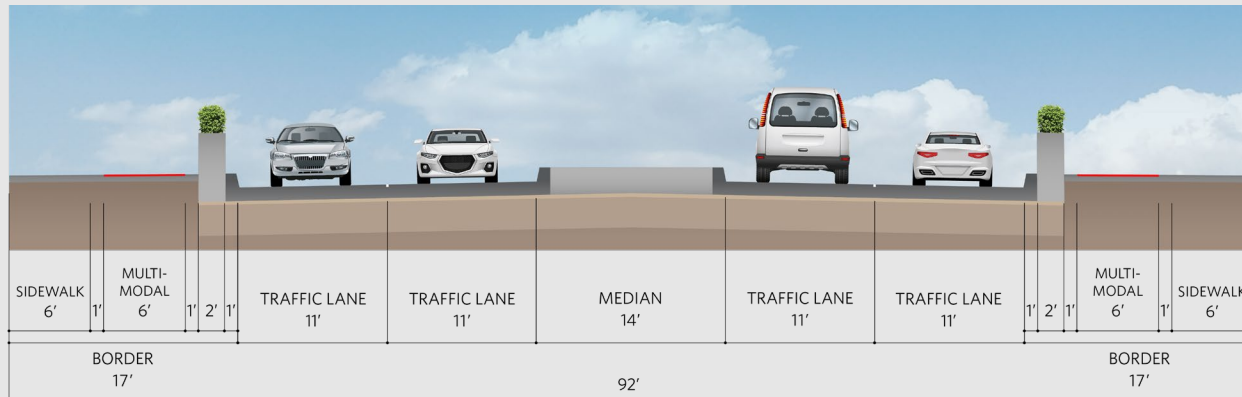 SIDEWALK
6'
1'
MULTI-
MODAL
6'
1'
2'
1'
TRAFFIC LANE
11'
TRAFFIC LANE
11'
MEDIAN
14'
TRAFFIC LANE
11'
TRAFFIC LANE
11'
1'
2'
1'
MULTI-
MODAL
6'
1'
SIDEWALK
6'
BORDER
17'
92'
BORDER
17'